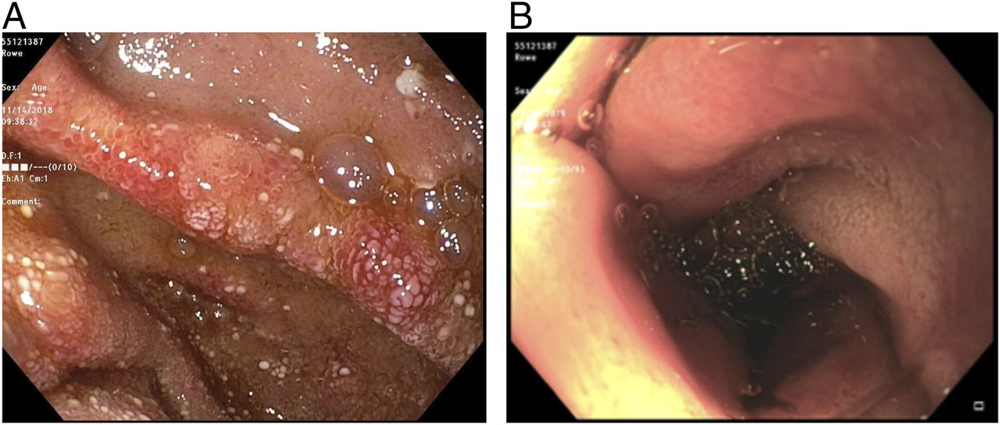 A
55121387
Rowe
Sex: Age:
11/14/2018
09:38:32
D.F:1
■■■/---(0/10)
Eh:A1 Cm:1
Comment:
B
55121387
Rowe